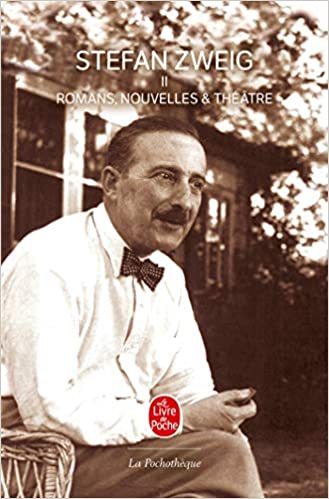 STEFAN ZWEIG
II
ROMANS, NOUVELLES & THÉÂTRE
Le
Livre
de
Poche
La Pochothèque